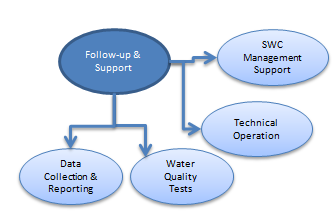 Follow-up &
Support
SWC
Management
Support
Technical
Operation
Data
Collection &
Reporting
Water
Quality
Tests